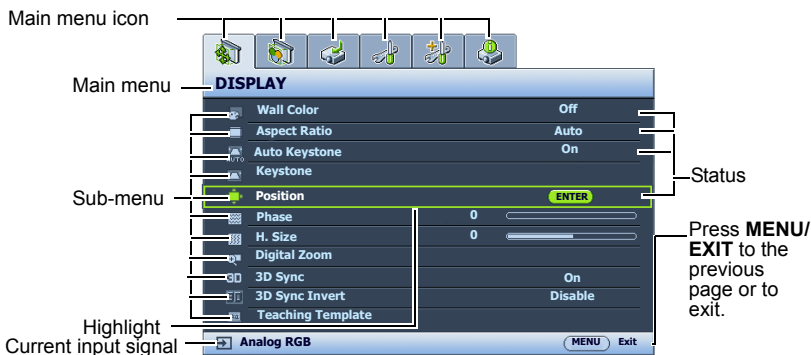 Main menu icon
Main menu
DISPLAY
Wall Color Off
Aspect Ratio Auto
AUTO Auto Keystone On
Keystone
Status
Sub-menu
Position ENTER
Phase 0
H. Size 0
Press MENU/
EXIT to the
previous
page or to
exit.
Digital Zoom
3D 3D Sync On
3D Sync Invert Disable
Teaching Template
Highlight
Current input signal
Analog RGB MENU Exit